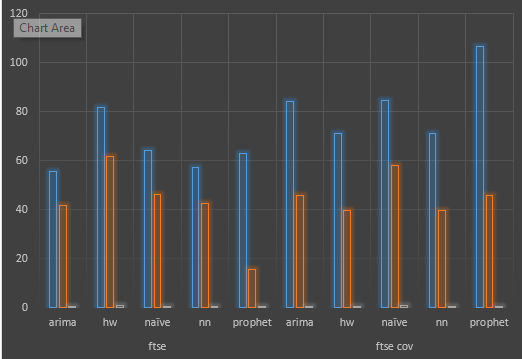 120
Chart Area
100
80
60
40
20
0
arima hw naïve nn prophet arima hw naïve nn prophet
ftse ftse cov